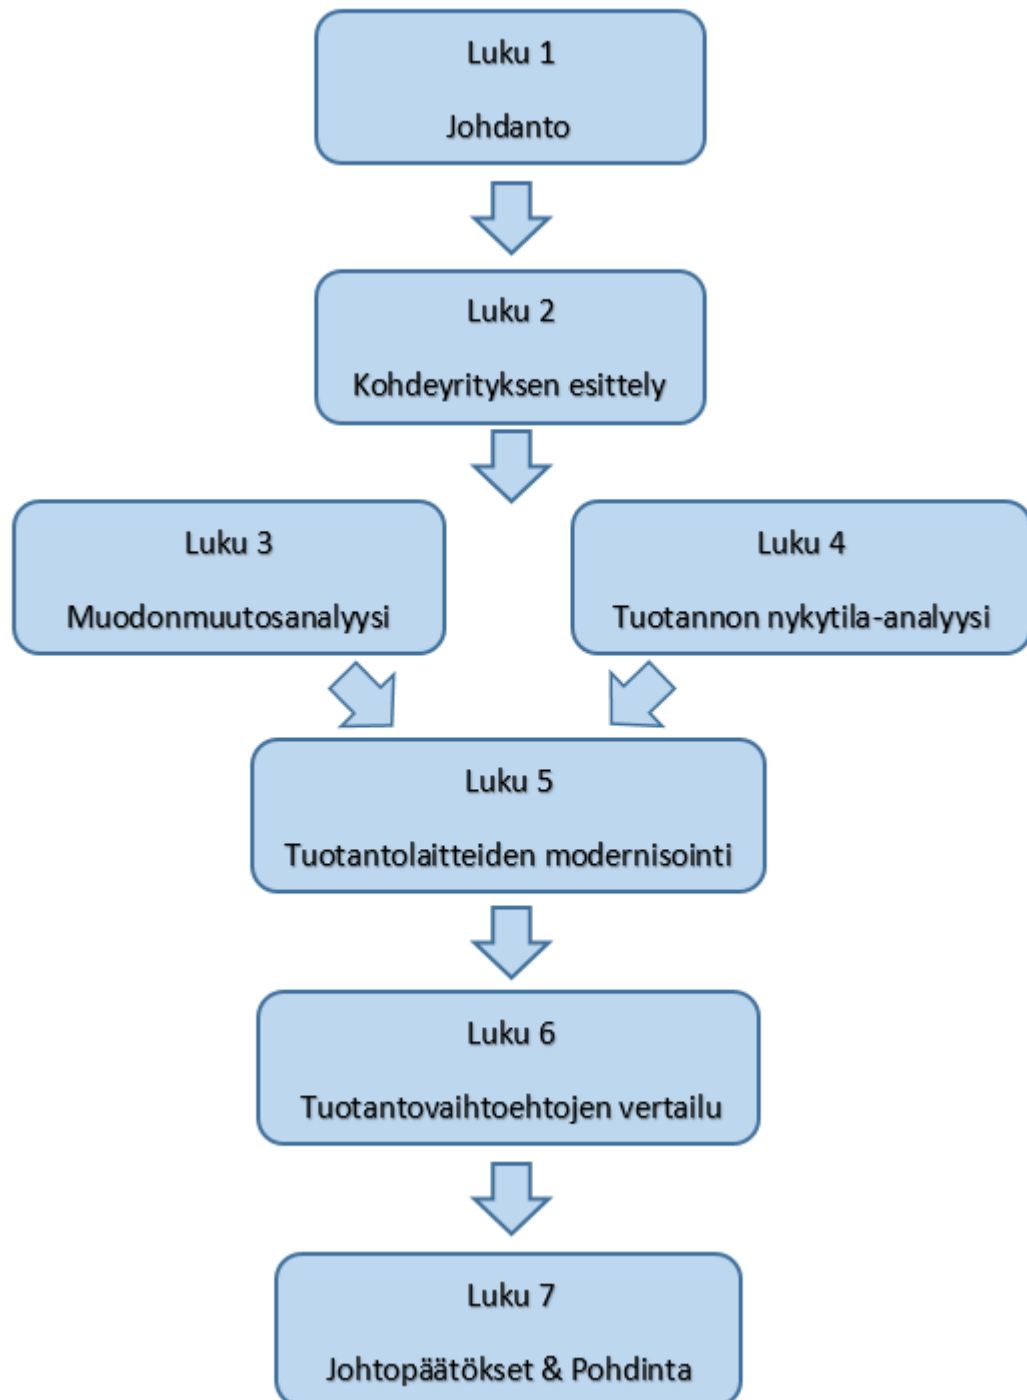 Luku 1
Johdanto
Luku 2
Kohdeyrityksen esittely
Luku 3
Muodonmuutosanalyysi
Luku 4
Tuotannon nykytila-analyysi
Luku 5
Tuotantolaitteiden modernisointi
Luku 6
Tuotantovaihtoehtojen vertailu
Luku 7
Johtopäätökset & Pohdinta